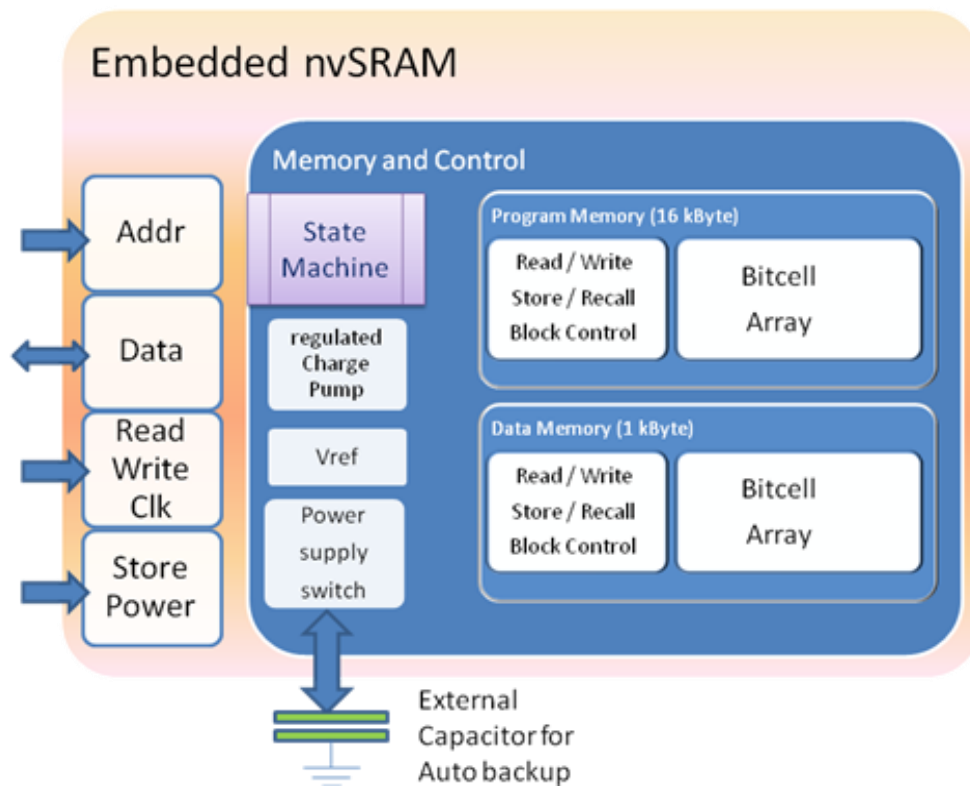 Embedded nvSRAM
Memory and Control
Addr
Data
Read
Write
Clk
Store
Power
State
Machine
regulated
Charge
Pump
Vref
Power
supply
switch
Program Memory (16 kByte)
Read / Write
Store / Recall
Block Control
Bitcell
Array
Data Memory (1 kByte)
Read / Write
Store / Recall
Block Control
Bitcell
Array
External
Capacitor for
Auto backup